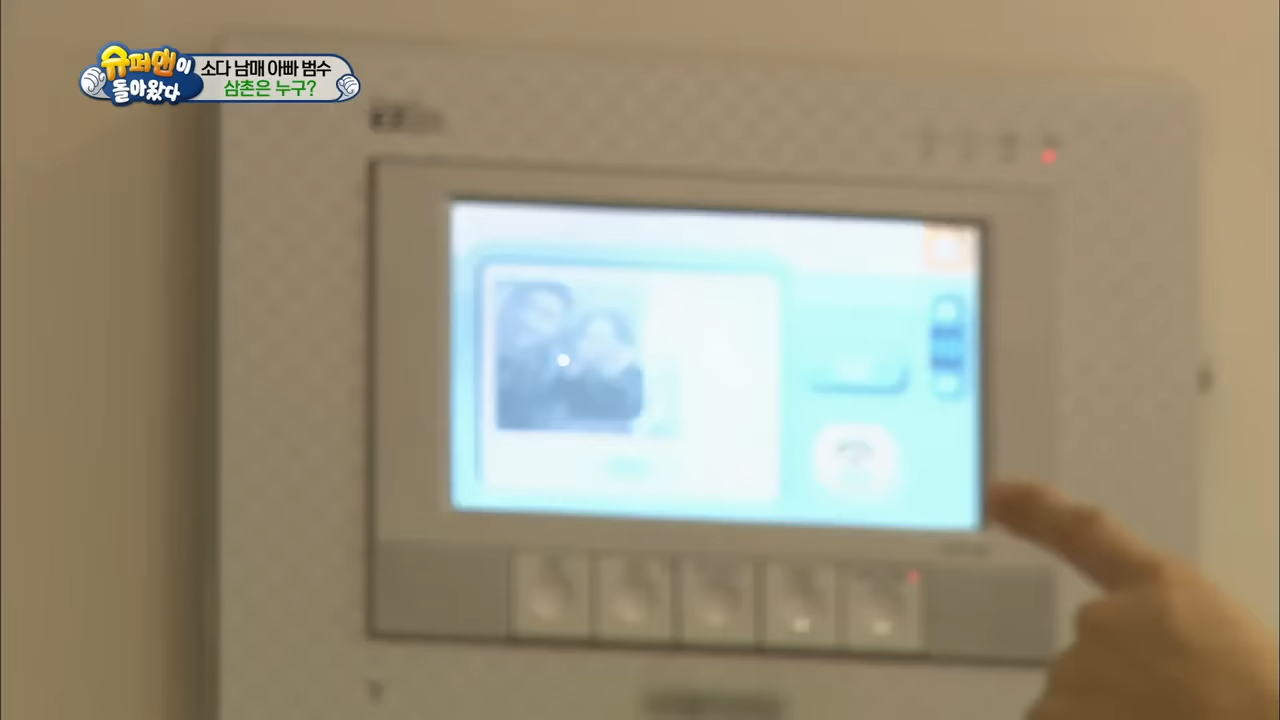 슈퍼맨이
돌아왔다
소다 남매 아빠 범수
삼촌은 누구?